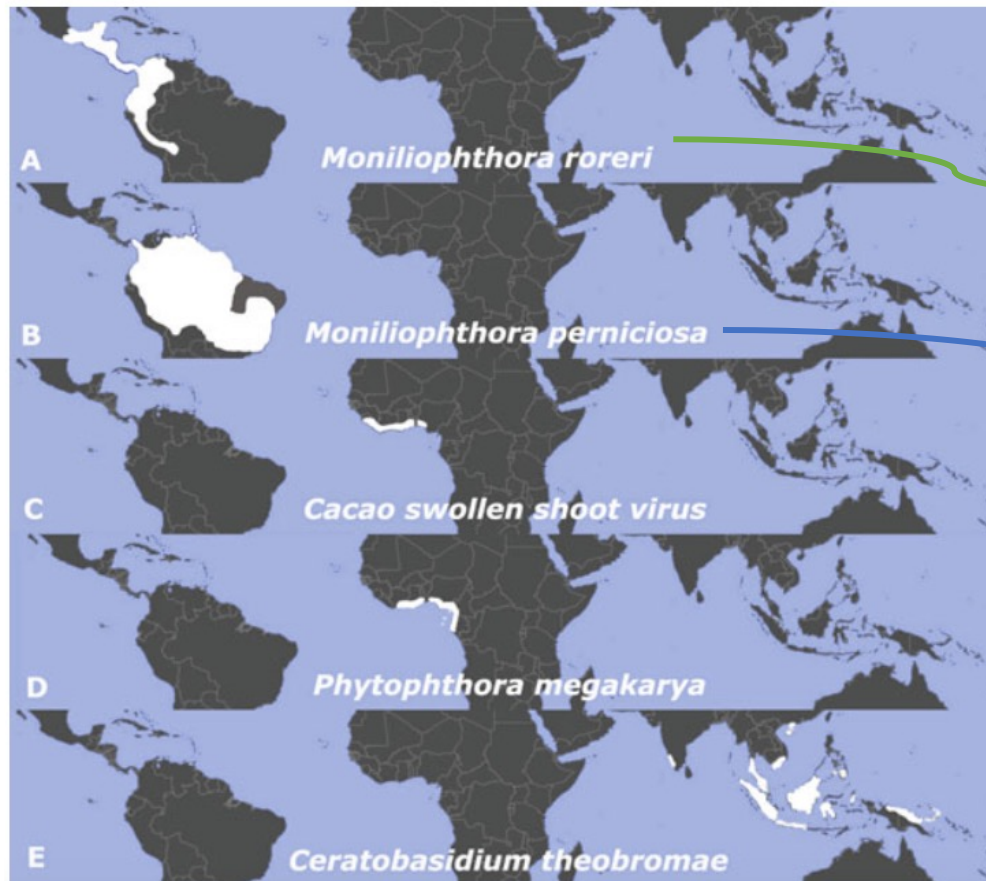 A Moniliophthora roreri
B Moniliophthora perniciosa
C Cacao swollen shoot virus
D Phytophthora megakarya
E Ceratobasidium theobromae